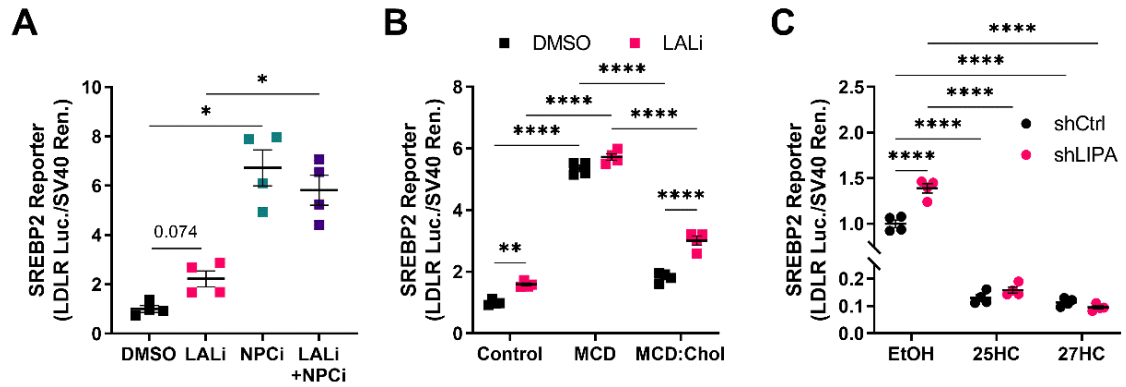 A
SREBP2 Reporter
(LDLR Luc./SV40 Ren.)
10
8
6
4
2
0
*
*
0.074
DMSO LALi NPCi LALi
+NPCi
B
DMSO LALi
SREBP2 Reporter
(LDLR Luc./SV40 Ren.)
8
6
4
2
0
****
****
****
****
****
**
Control MCD MCD:Chol
C
SREBP2 Reporter
(LDLR Luc./SV40 Ren.)
2.5
2.0
1.5
1.0
0.2
0.1
0.0
****
****
****
****
****
shCtrl
shLIPA
EtOH 25HC 27HC